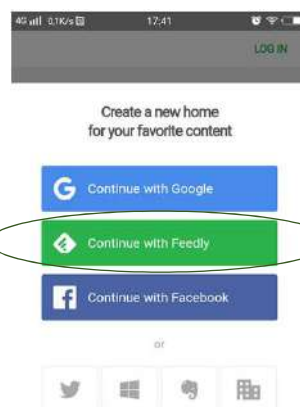 4G 0.1K/s 17:41
LOG IN
Create a new home
for your favorite content
Continue with Google
Continue with Feedly
Continue with Facebook
or